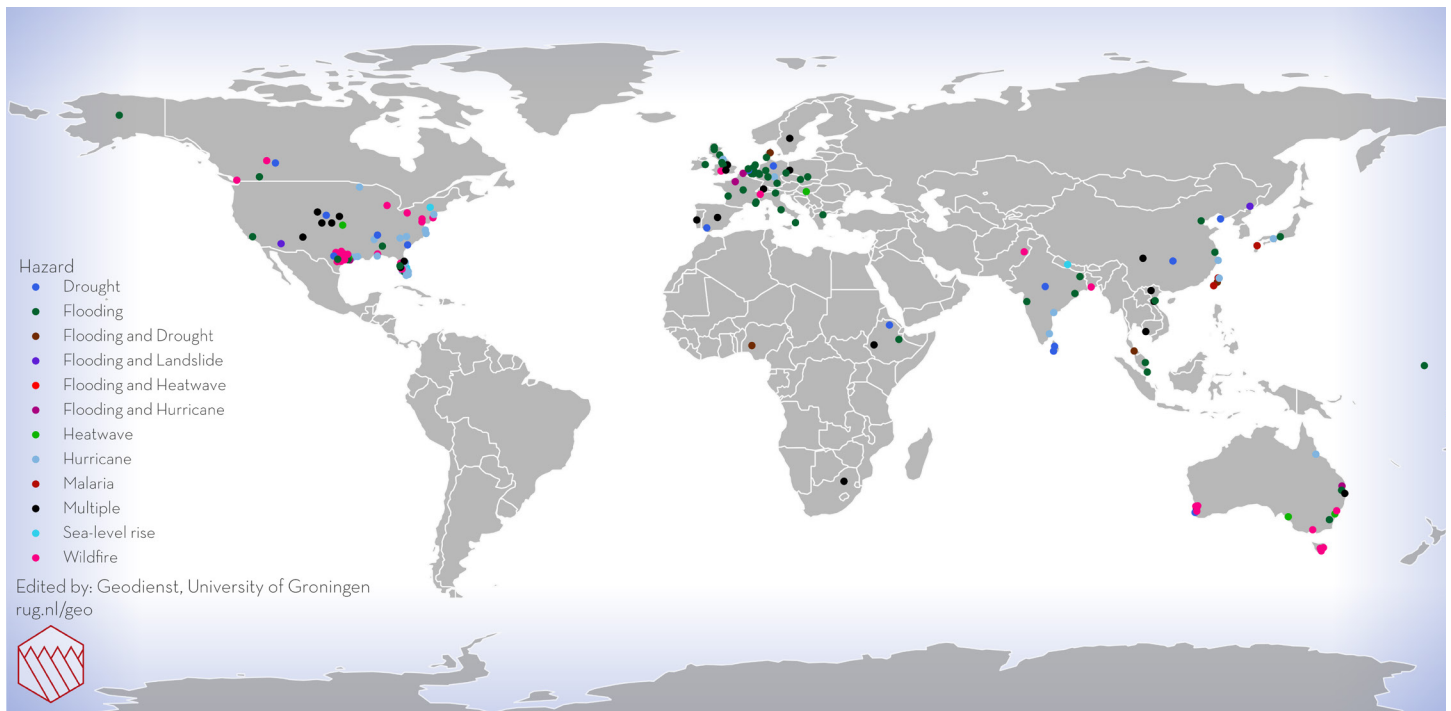 Hazard
Drought
Flooding
Flooding and Drought
Flooding and Landslide
Flooding and Heatwave
Flooding and Hurricane
Heatwave
Hurricane
Malaria
Multiple
Sea-level rise
Wildfire
Edited by: Geodienst, University of Groningen
rug.nl/geo